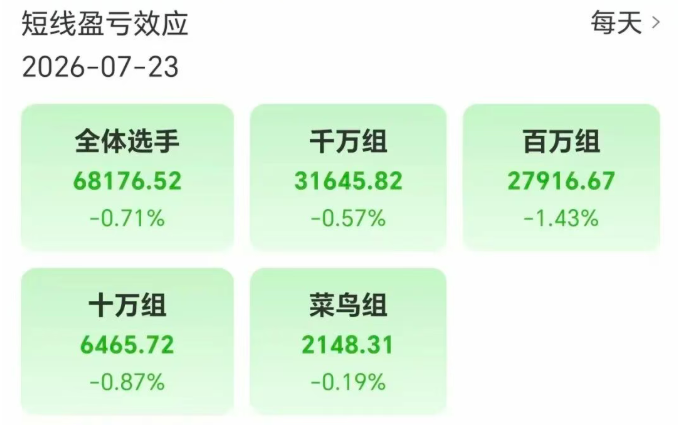 短线盈亏效应 每天 >
2026-07-23
全体选手 千万组 百万组
68176.52 31645.82 27916.67
-0.71% -0.57% -1.43%
十万组 菜鸟组
6465.72 2148.31
-0.87% -0.19%